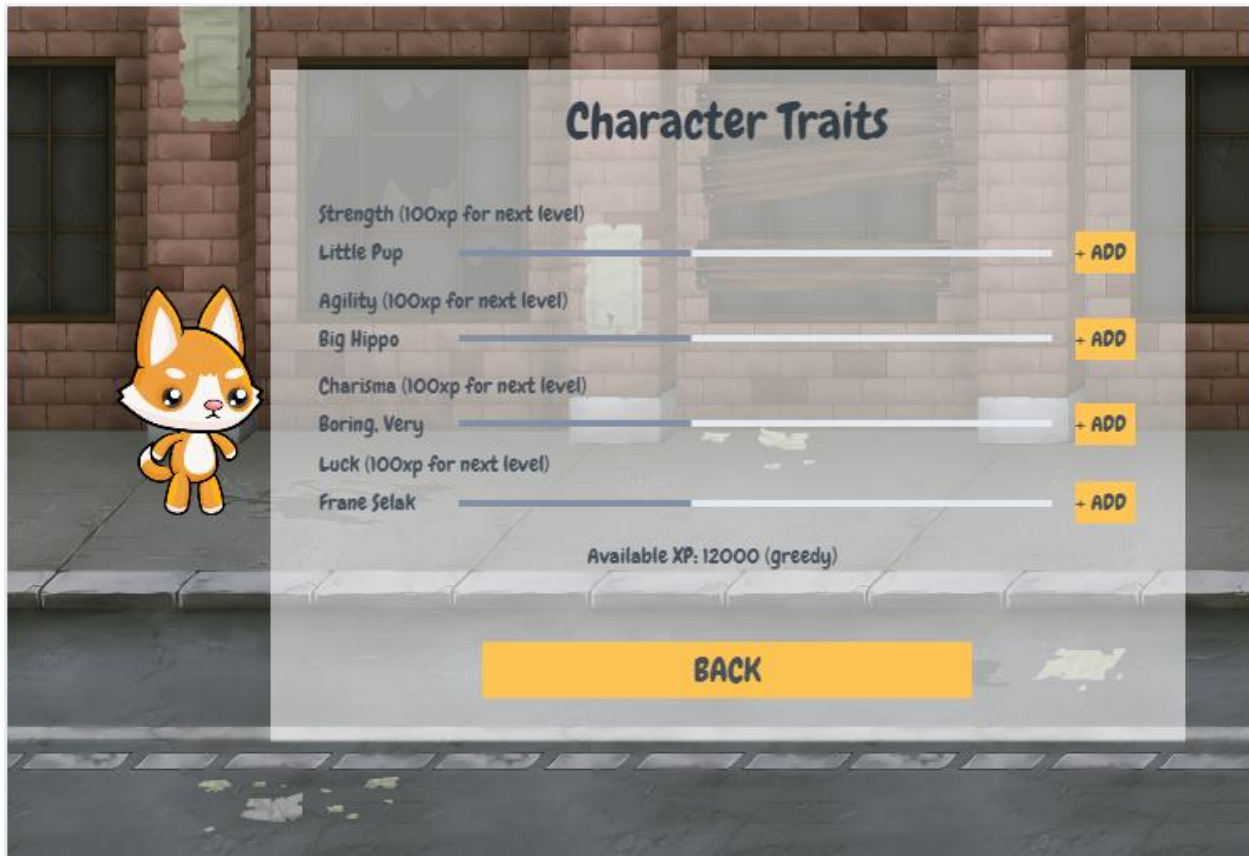 Character Traits
Strength (100xp for next level)
Little Pup + ADD
Agility (100xp for next level)
Big Hippo + ADD
Charisma (100xp for next level)
Boring, Very + ADD
Luck (100xp for next level)
Frane Selak + ADD
Available XP: 12000 (greedy)
BACK